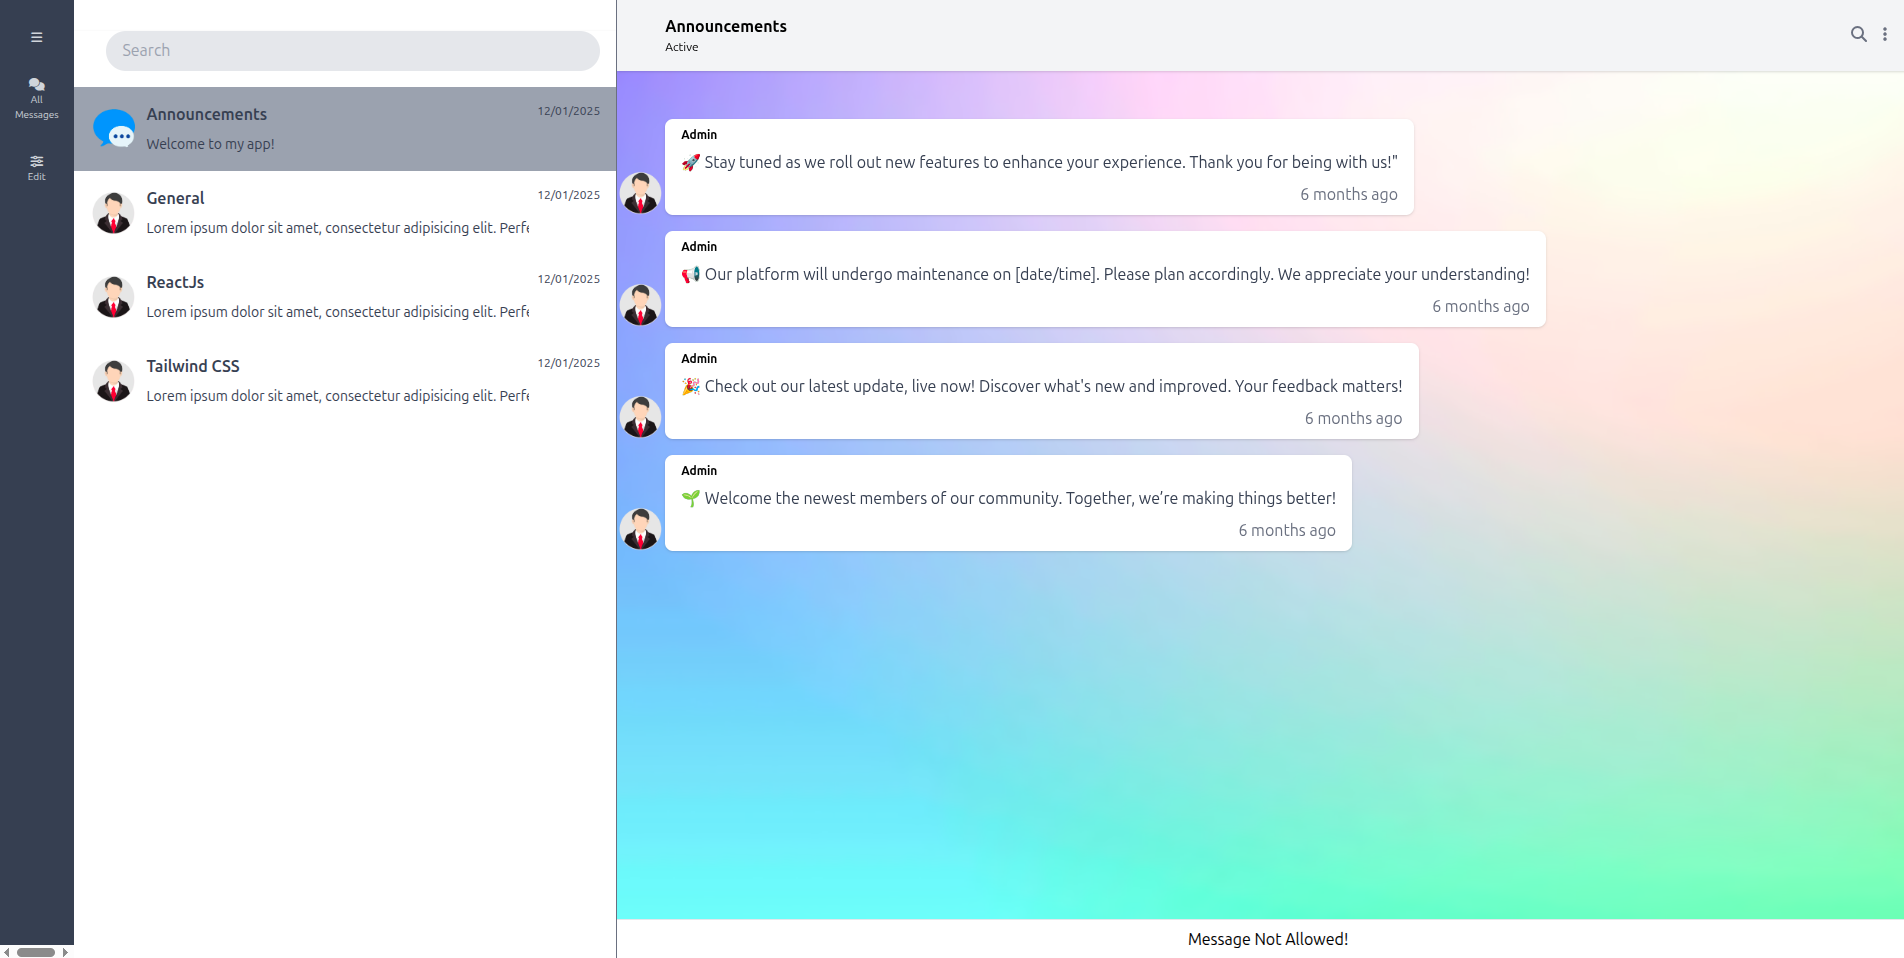 All
Messages
Edit
Search
Announcements
12/01/2025
Welcome to my app!
General
12/01/2025
Lorem ipsum dolor sit amet, consectetur adipisicing elit. Perfe
ReactJs
12/01/2025
Lorem ipsum dolor sit amet, consectetur adipisicing elit. Perfe
Tailwind CSS
12/01/2025
Lorem ipsum dolor sit amet, consectetur adipisicing elit. Perfe
Announcements
Active
Admin
🚀 Stay tuned as we roll out new features to enhance your experience. Thank you for being with us!"
6 months ago
Admin
📢 Our platform will undergo maintenance on [date/time]. Please plan accordingly. We appreciate your understanding!
6 months ago
Admin
🎉 Check out our latest update, live now! Discover what's new and improved. Your feedback matters!
6 months ago
Admin
🌱 Welcome the newest members of our community. Together, we’re making things better!
6 months ago
Message Not Allowed!